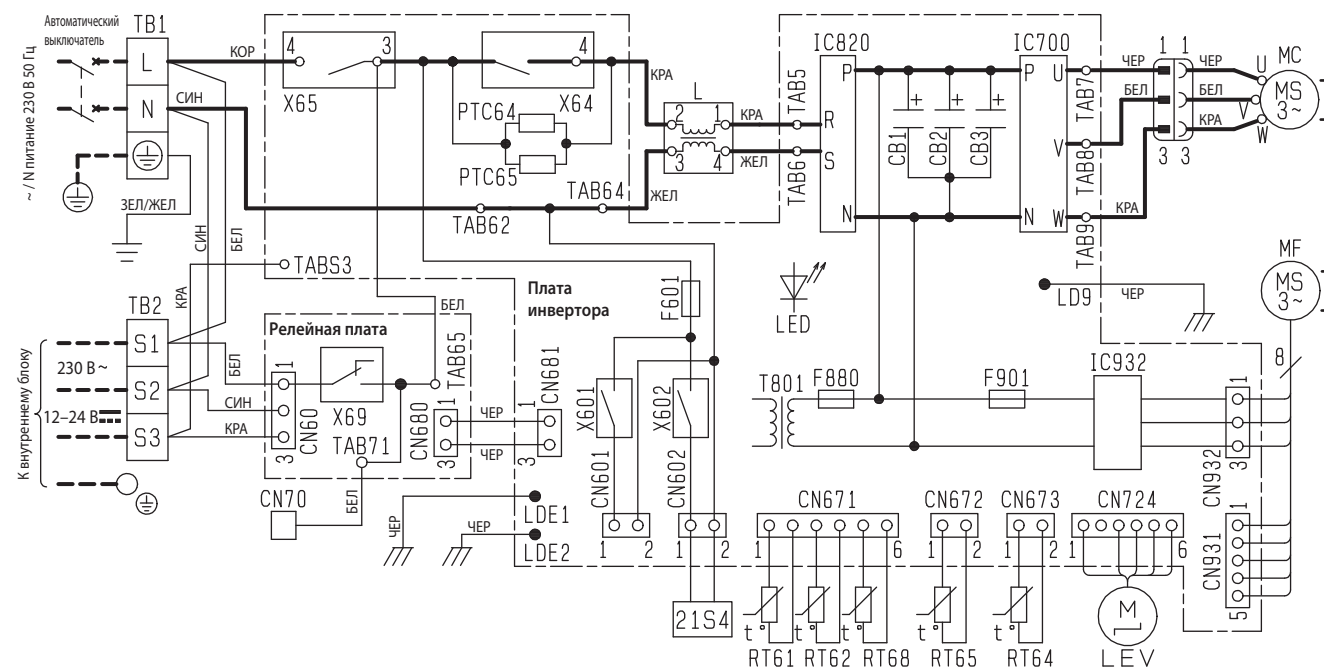 Автоматический
выключатель
TB1
L
N
~ / N питание 230 В 50 Гц
КОР
СИН
ЗЕЛ/ЖЕЛ
СИН
БЕЛ
КРА
4
3
X65
4
X64
PTC64
PTC65
TAB62
TAB64
КРА
ЖЕЛ
L
2
1
3
4
КРА
ЖЕЛ
TAB5
TAB6
IC820
P
R
S
N
+
+
+
CB1
CB2
CB3
IC700
P
U
V
N
W
TAB7
TAB8
TAB9
ЧЕР
БЕЛ
КРА
1
1
3
3
ЧЕР
БЕЛ
КРА
U
V
W
MC
MS
3~
MF
MS
3~
8
TABS3
Плата
инвертора
LED
LD9
ЧЕР
TB2
S1
S2
S3
К внутреннему блоку
230 В ~
12–24 В
БЕЛ
СИН
КРА
Релейная плата
1
3
CN60
X69
TAB71
БЕЛ
TAB65
1
3
CN680
ЧЕР
ЧЕР
CN681
1
3
CN70
БЕЛ
ЧЕР
LDE1
ЧЕР
LDE2
F601
X601
X602
CN601
1
2
CN602
1
2
21S4
T801
F880
F901
IC932
1
3
CN932
CN671
1
6
CN672
1
2
CN673
1
2
CN724
1
6
CN931
1
5
t°
RT61
t°
RT62
t°
RT68
t°
RT65
t°
RT64
M
LEV